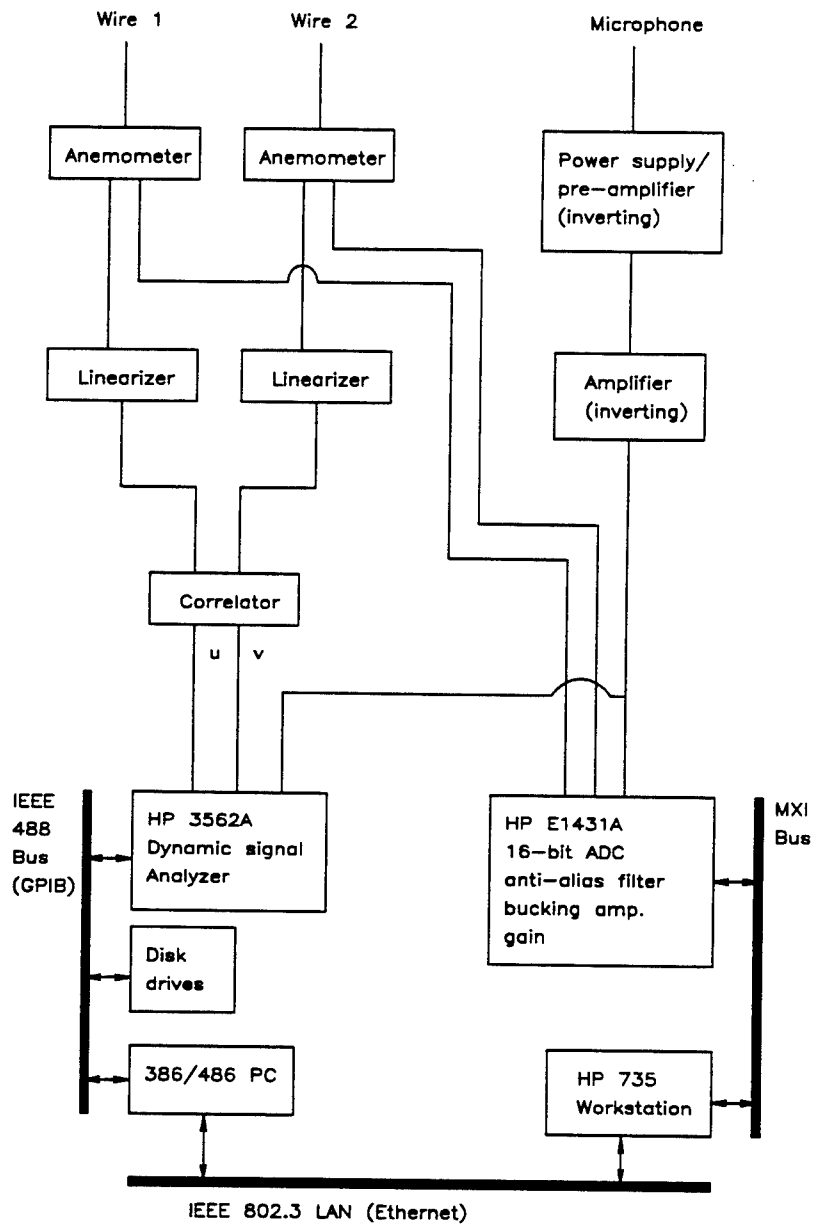 Wire 1
Wire 2
Microphone
Anemometer
Anemometer
Power supply/
pre-amplifier
(inverting)
Linearizer
Linearizer
Amplifier
(inverting)
Correlator
u
v
IEEE
488
Bus
(GPIB)
HP 3562A
Dynamic signal
Analyzer
HP E1431A
16-bit ADC
anti-alias filter
bucking amp.
gain
MXI
Bus
Disk
drives
386/486 PC
HP 735
Workstation
IEEE 802.3 LAN (Ethernet)